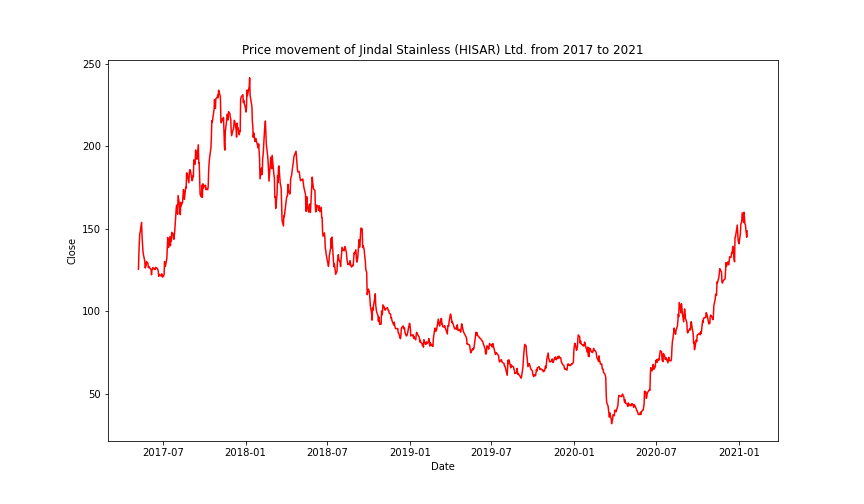 Price movement of Jindal Stainless (HISAR) Ltd. from 2017 to 2021
250
200
150
100
50
Close
2017-07 2018-01 2018-07 2019-01 2019-07 2020-01 2020-07 2021-01
Date